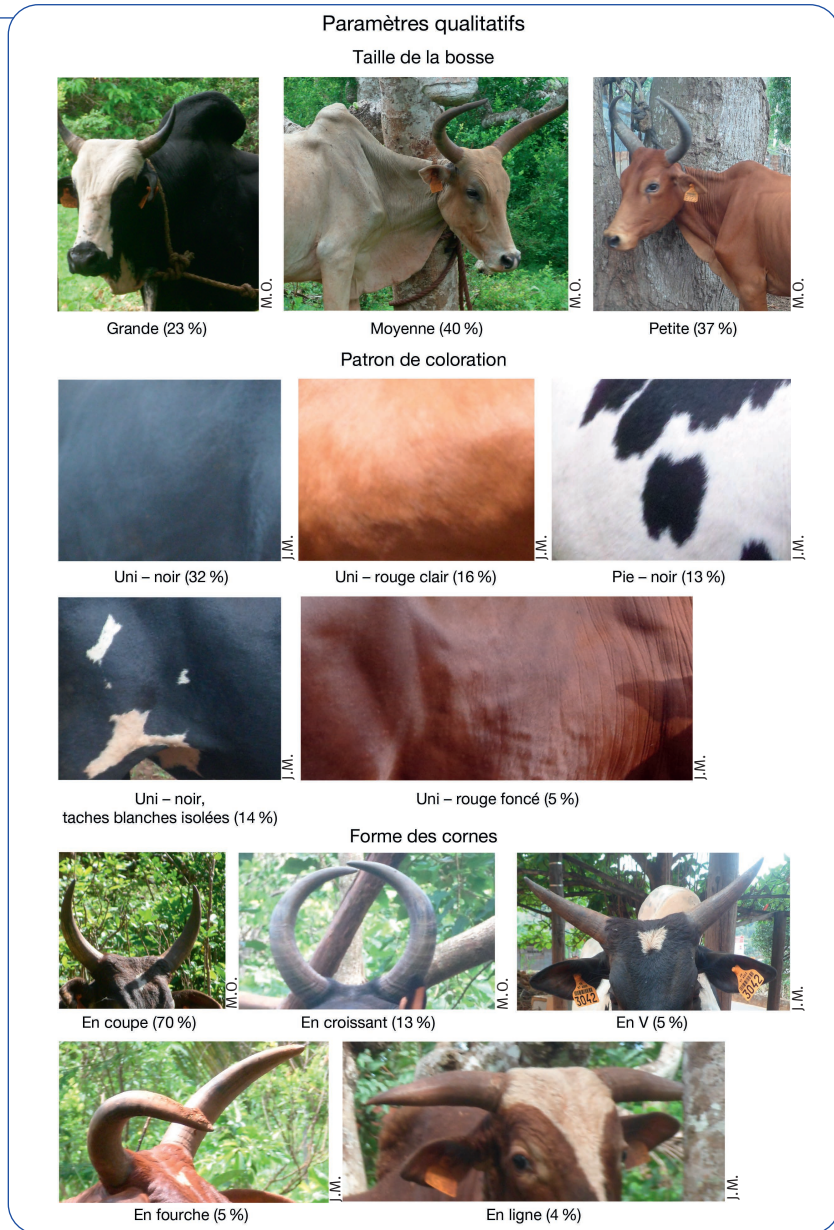 Paramètres qualitatifs
Taille de la bosse
M.O.
M.O.
M.O.
Grande (23 %)
Moyenne (40 %)
Petite (37 %)
Patron de coloration
J.M.
J.M.
J.M.
Uni – noir (32 %)
Uni – rouge clair (16 %)
Pie – noir (13 %)
J.M.
J.M.
Uni – noir,
taches blanches isolées (14 %)
Uni – rouge foncé (5 %)
Forme des cornes
M.O.
M.O.
J.M.
3042
3042
En coupe (70 %)
En croissant (13 %)
En V (5 %)
J.M.
J.M.
En fourche (5 %)
En ligne (4 %)